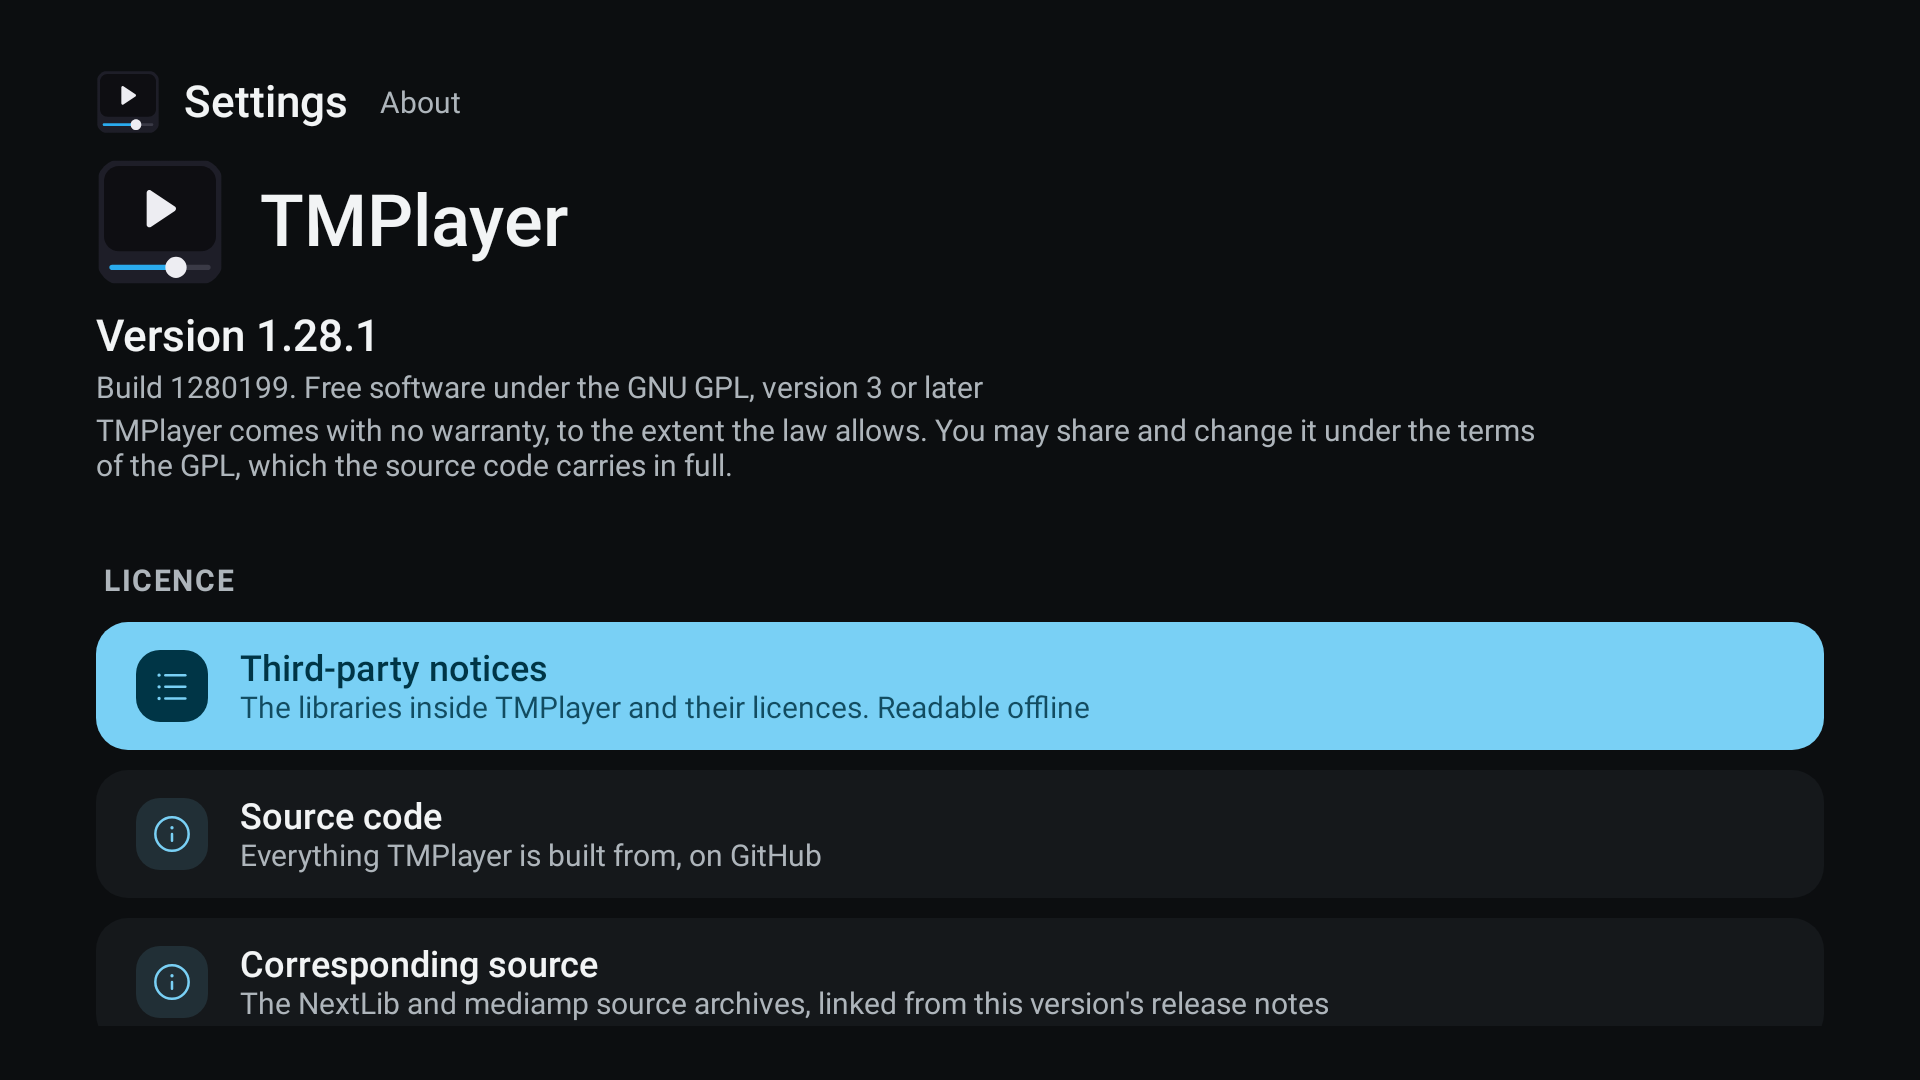 Settings About
TMPlayer
Version 1.28.1
Build 1280199. Free software under the GNU GPL, version 3 or later
TMPlayer comes with no warranty, to the extent the law allows. You may share and change it under the terms
of the GPL, which the source code carries in full.
LICENCE
Third-party notices
The libraries inside TMPlayer and their licences. Readable offline
Source code
Everything TMPlayer is built from, on GitHub
Corresponding source
The NextLib and mediamp source archives, linked from this version's release notes